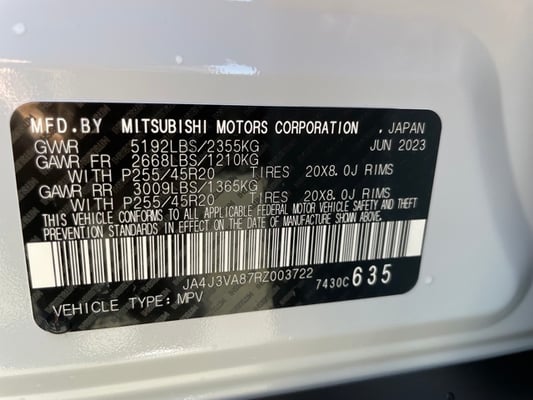 MFD.BY MITSUBISHI MOTORS CORPORATION , JAPAN
GVWR 5192LBS/2355KG JUN 2023
GAWR FR 2668LBS/1210KG
WITH P255/45R20 TIRES 20X8.0J RIMS
GAWR RR 3009LBS/1365KG
WITH P255/45R20 TIRES 20X8.0J RIMS
THIS VEHICLE CONFORMS TO ALL APPLICABLE FEDERAL MOTOR VEHICLE SAFETY AND THEFT
PREVENTION STANDARDS IN EFFECT ON THE DATE OF MANUFACTURE SHOWN ABOVE.
JA4J3VA87RZ003722 7430C635
VEHICLE TYPE:MPV